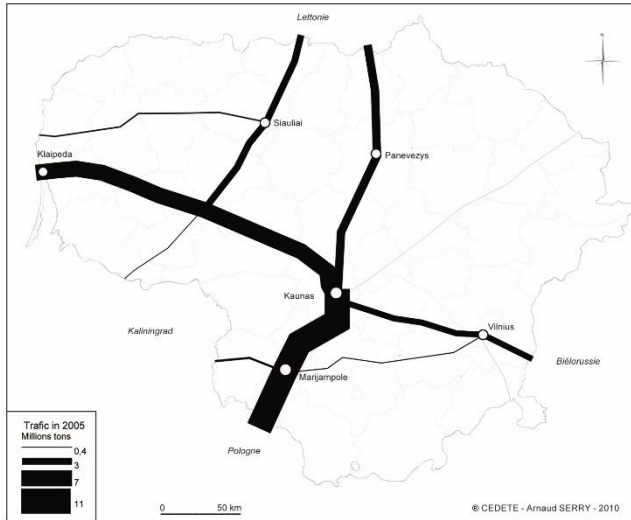 Lettonie
Siauliai
Klaipeda
Panevezys
Kaunas
Kaliningrad
Vilnius
Biélorussie
Marijampole
Pologne
Trafic in 2005
Millions tons
0,4
3
7
11
0 50 km
© CEDETE - Arnaud SERRY - 2010